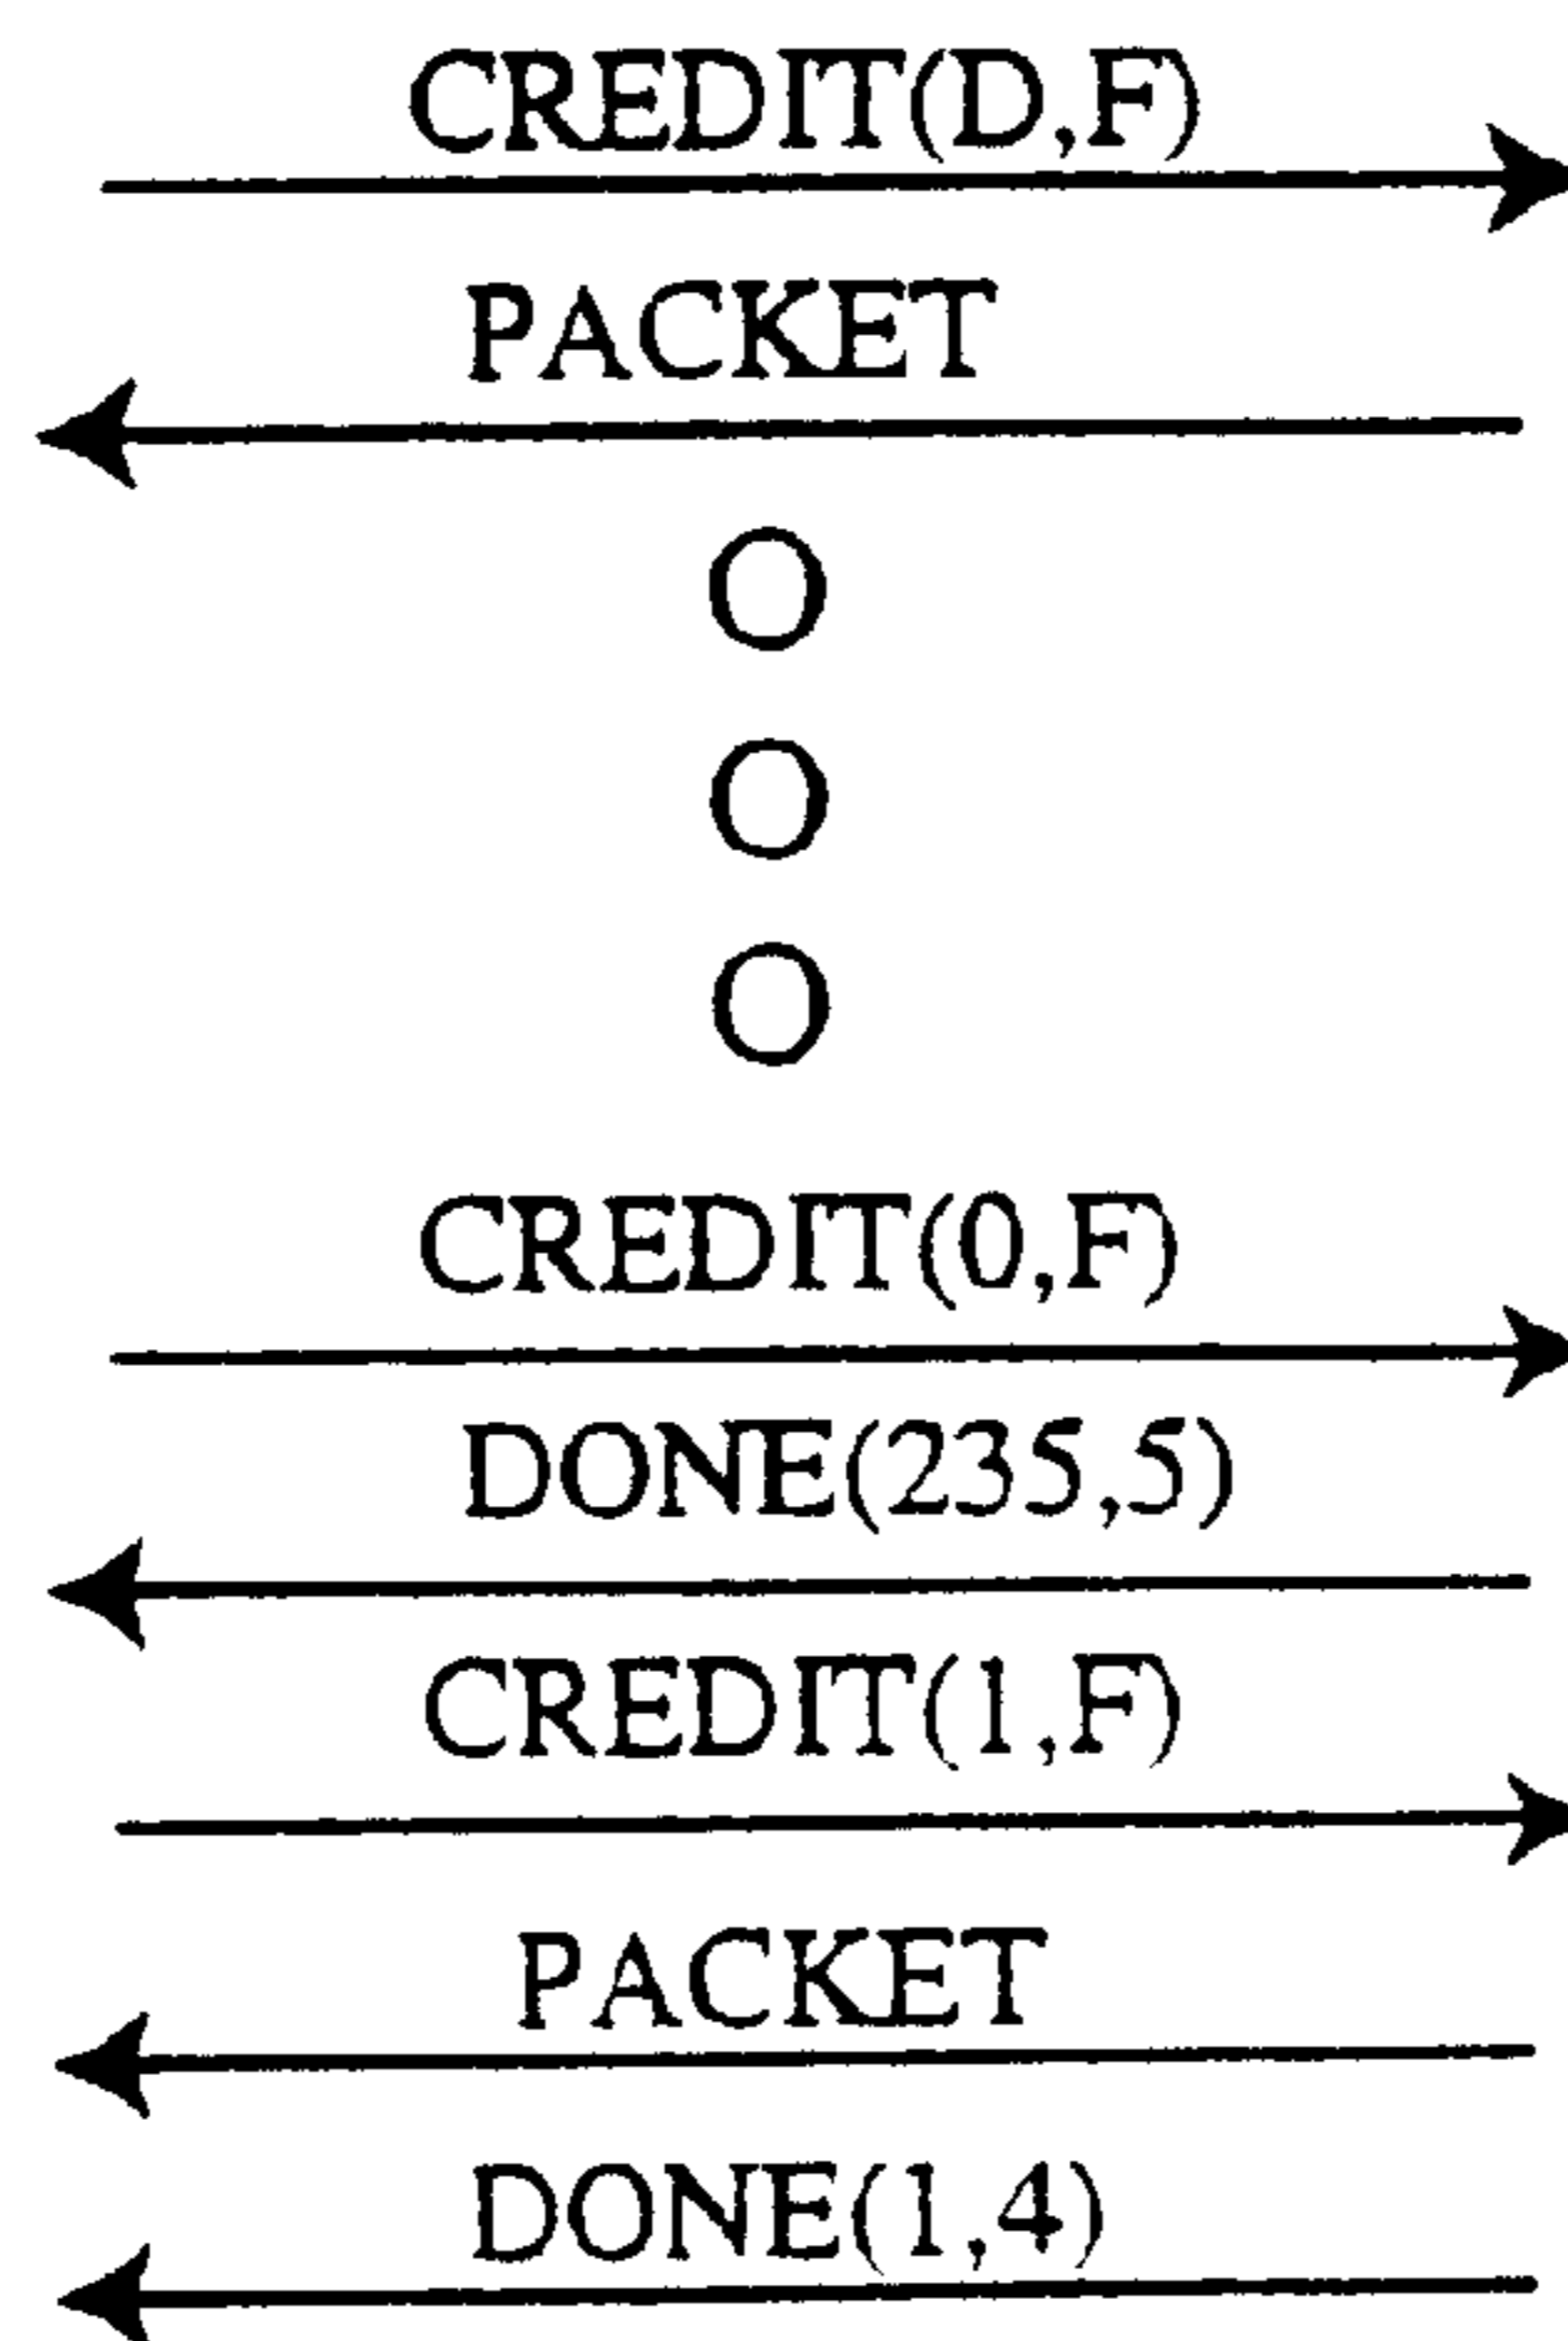 CREDIT(D,F)
PACKET
O
O
O
CREDIT(0,F)
DONE(235,5)
CREDIT(1,F)
PACKET
DONE(1,4)